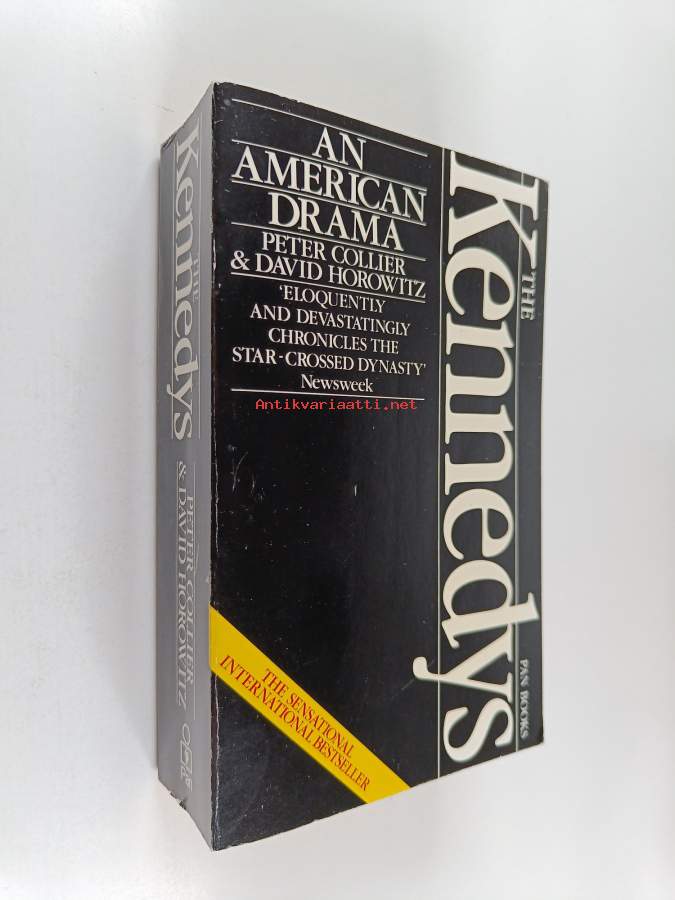 AN
AMERICAN
DRAMA
PETER COLLIER
& DAVID HOROWITZ
'ELOQUENTLY
AND DEVASTATINGLY
CHRONICLES THE
STAR-CROSSED DYNASTY'
Newsweek
Antikvariaatti.net
THE
Kennedys
PAN BOOKS
THE SENSATIONAL
INTERNATIONAL BESTSELLER
THE
Kennedys
PETER COLLIER
& DAVID HOROWITZ